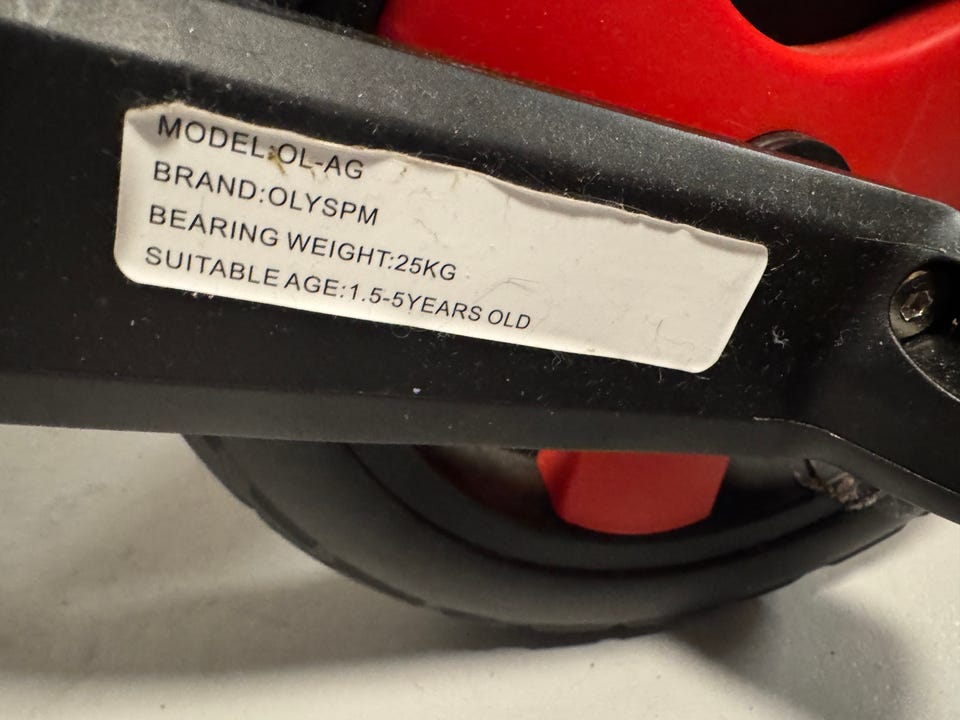 MODEL:OL-AG
BRAND:OLYSPM
BEARING WEIGHT:25KG
SUITABLE AGE:1.5-5YEARS OLD